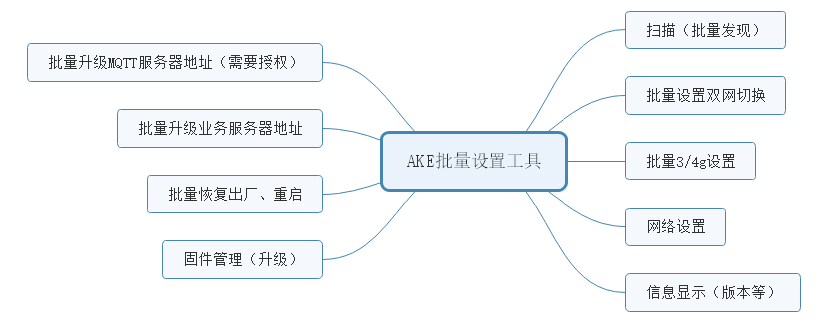 扫描（批量发现）
批量升级MQTT服务器地址（需要授权）
批量设置双网切换
批量升级业务服务器地址
AKE批量设置工具
批量3/4g设置
批量恢复出厂、重启
网络设置
固件管理（升级）
信息显示（版本等）